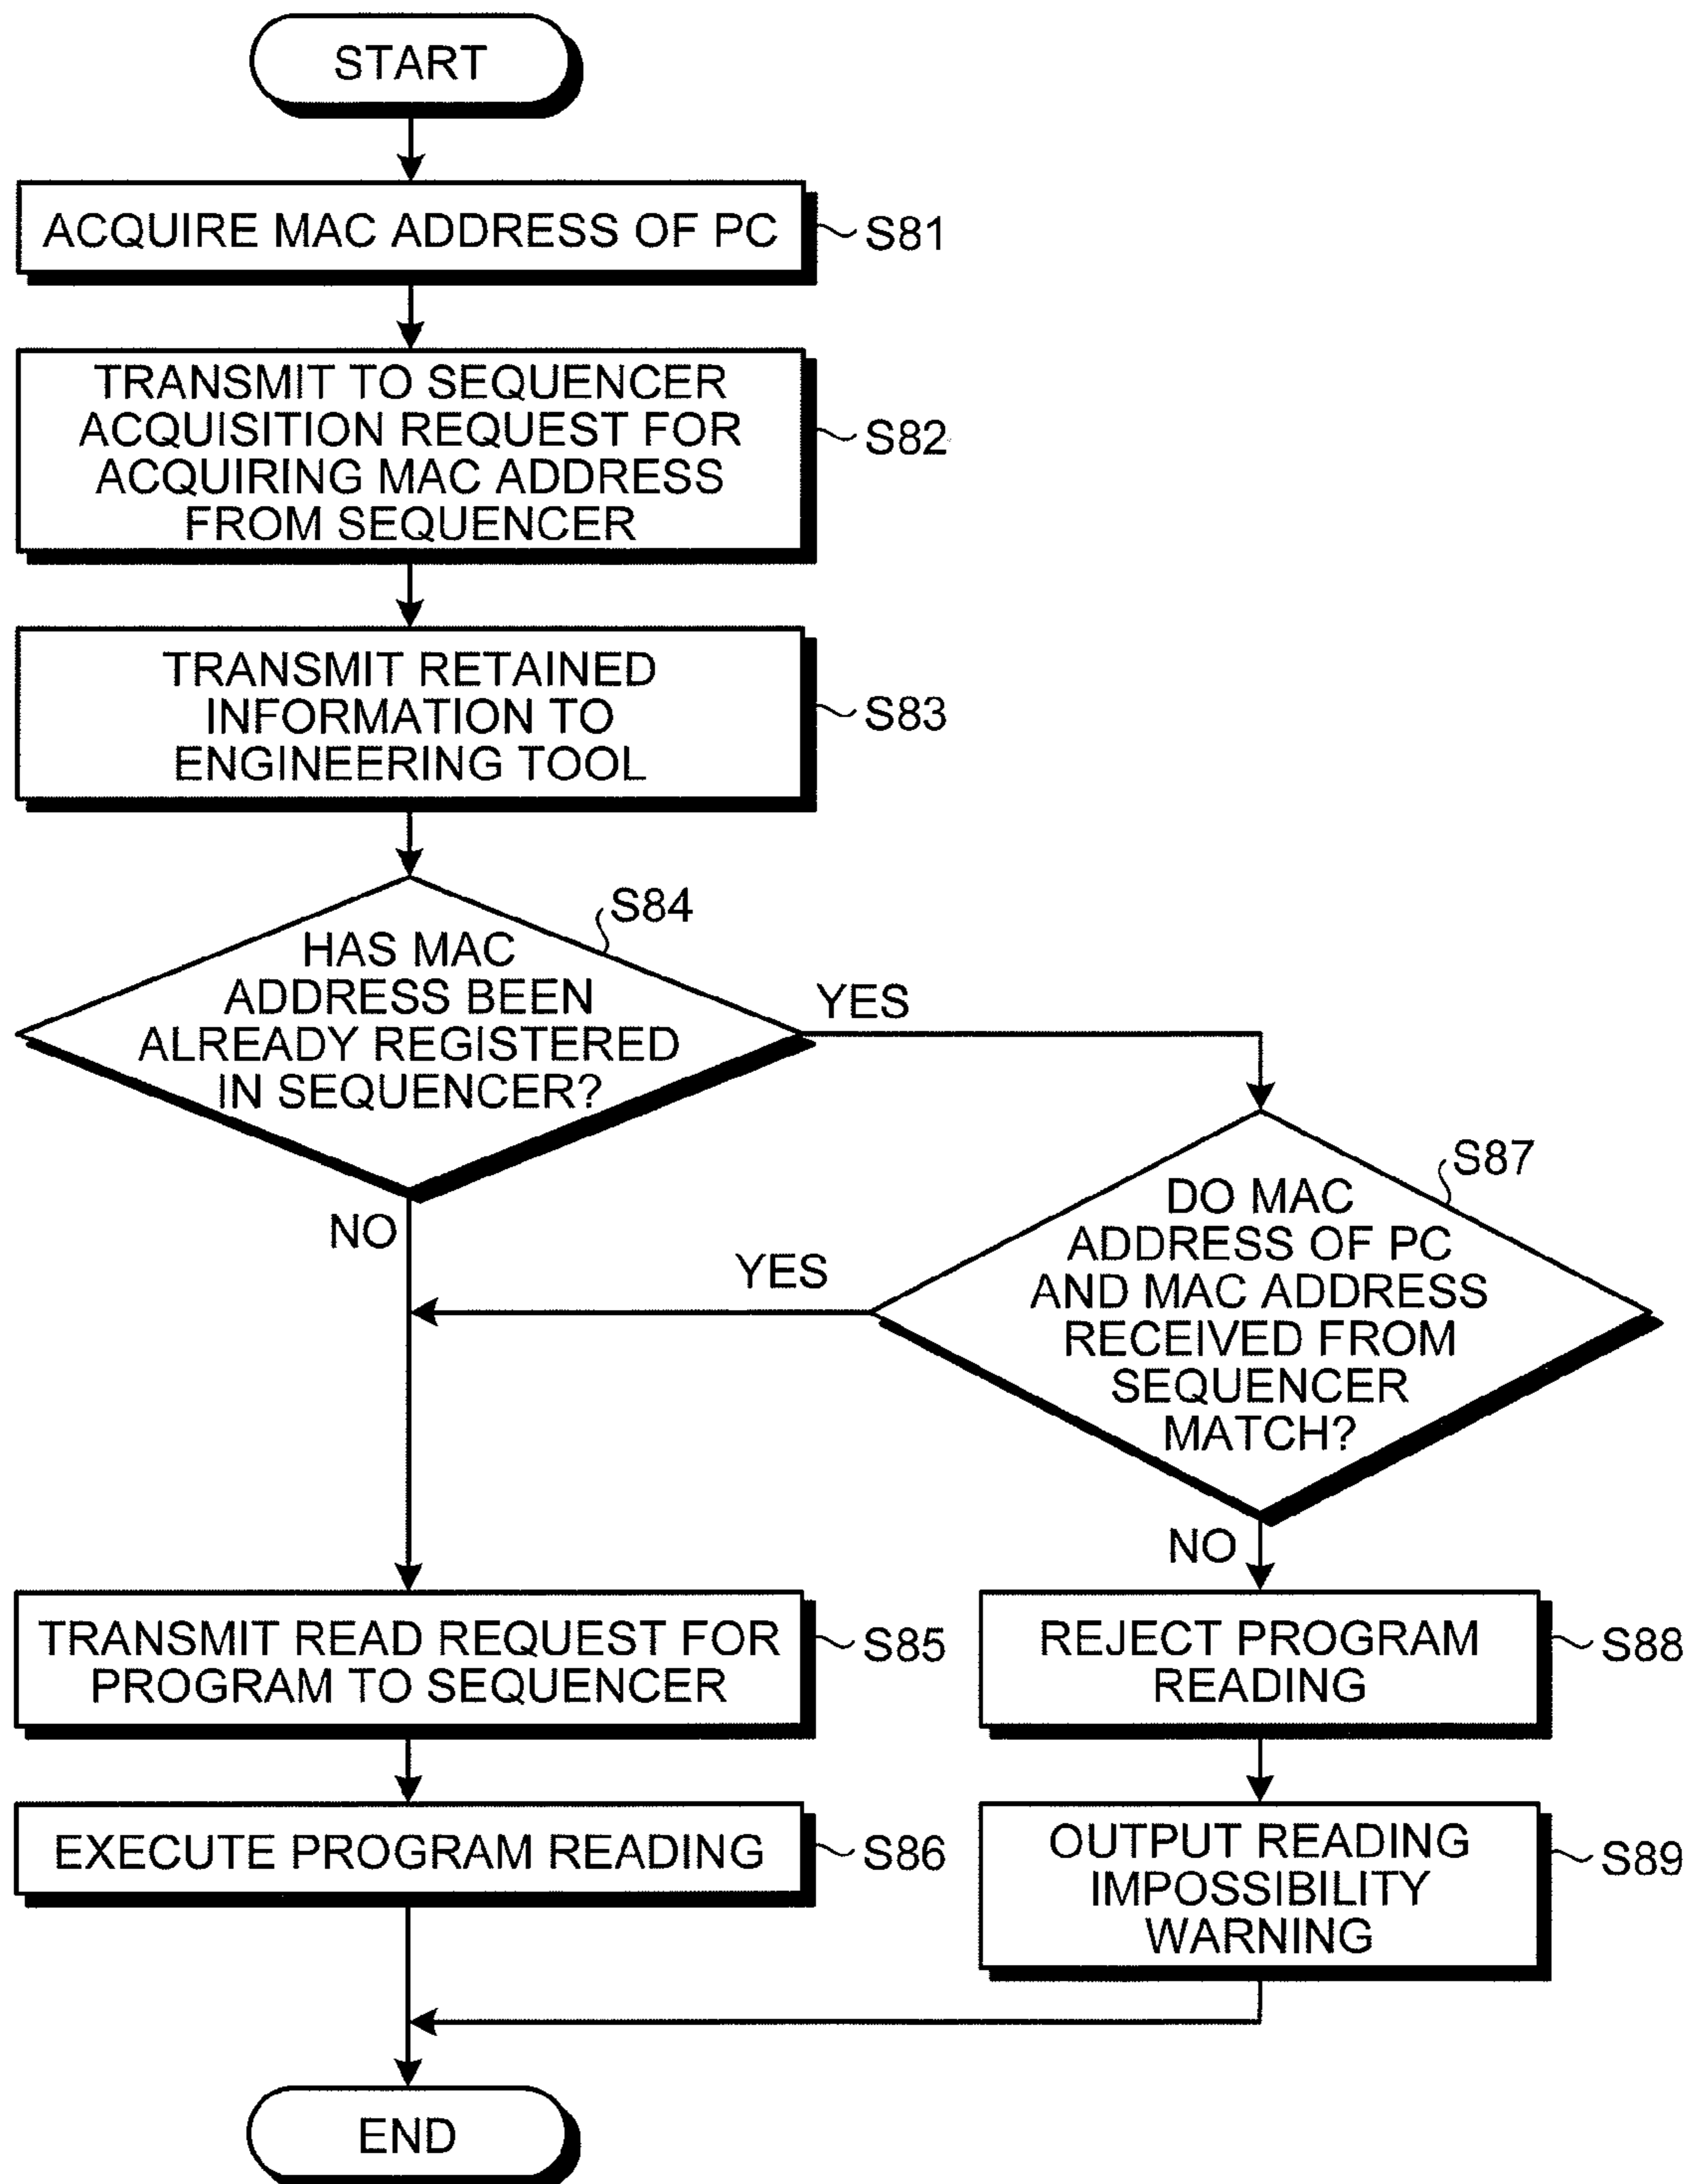 START
ACQUIRE MAC ADDRESS OF PC
S81
TRANSMIT TO SEQUENCER
ACQUISITION REQUEST FOR
ACQUIRING MAC ADDRESS
FROM SEQUENCER
S82
TRANSMIT RETAINED
INFORMATION TO
ENGINEERING TOOL
S83
S84
HAS MAC
ADDRESS BEEN
ALREADY REGISTERED
IN SEQUENCER?
YES
NO
S87
DO MAC
ADDRESS OF PC
AND MAC ADDRESS
RECEIVED FROM
SEQUENCER
MATCH?
YES
NO
TRANSMIT READ REQUEST FOR
PROGRAM TO SEQUENCER
S85
REJECT PROGRAM
READING
S88
EXECUTE PROGRAM READING
S86
OUTPUT READING
IMPOSSIBILITY
WARNING
S89
END